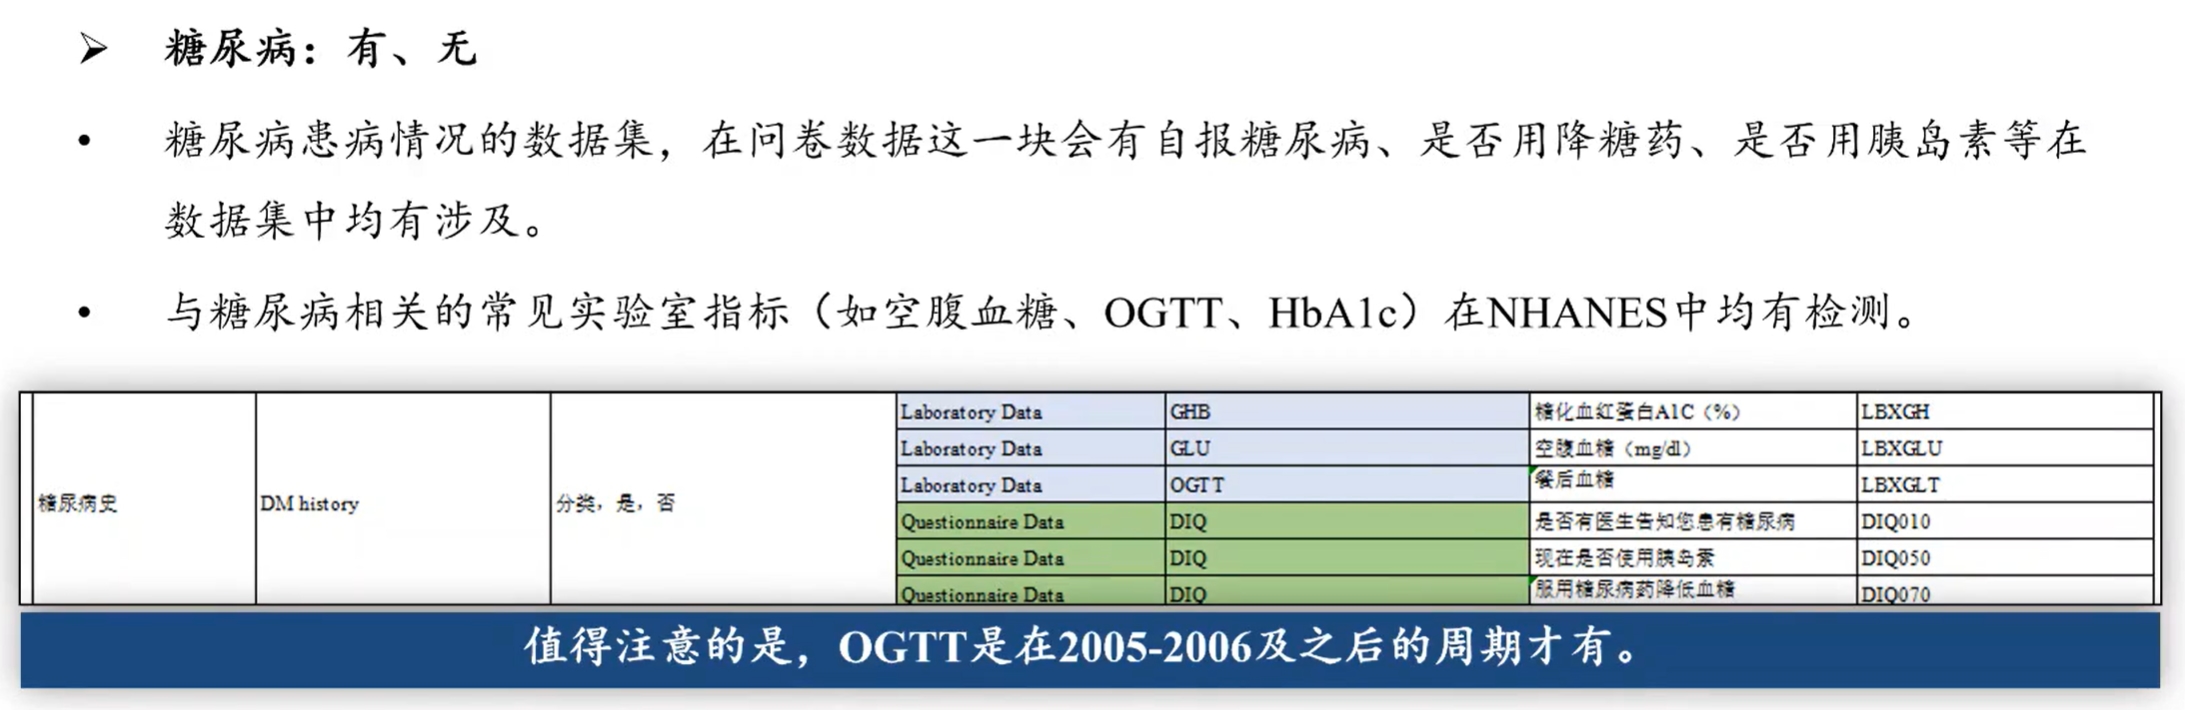 ➢ 糖尿病：有、无
• 糖尿病患病情况的数据集，在问卷数据这一块会有自报糖尿病、是否用降糖药、是否用胰岛素等在
数据集中均有涉及。
• 与糖尿病相关的常见实验室指标（如空腹血糖、OGTT、HbA1c）在NHANES中均有检测。
糖尿病史 DM history 分类，是，否
Laboratory Data GHB 糖化血红蛋白A1C（%） LBXGH
Laboratory Data GLU 空腹血糖（mg/dl） LBXGLU
Laboratory Data OGTT 餐后血糖 LBXGLT
Questionnaire Data DIQ 是否有医生告知您患有糖尿病 DIQ010
Questionnaire Data DIQ 现在是否使用胰岛素 DIQ050
Questionnaire Data DIQ 服用糖尿病药降低血糖 DIQ070
值得注意的是，OGTT是在2005-2006及之后的周期才有。